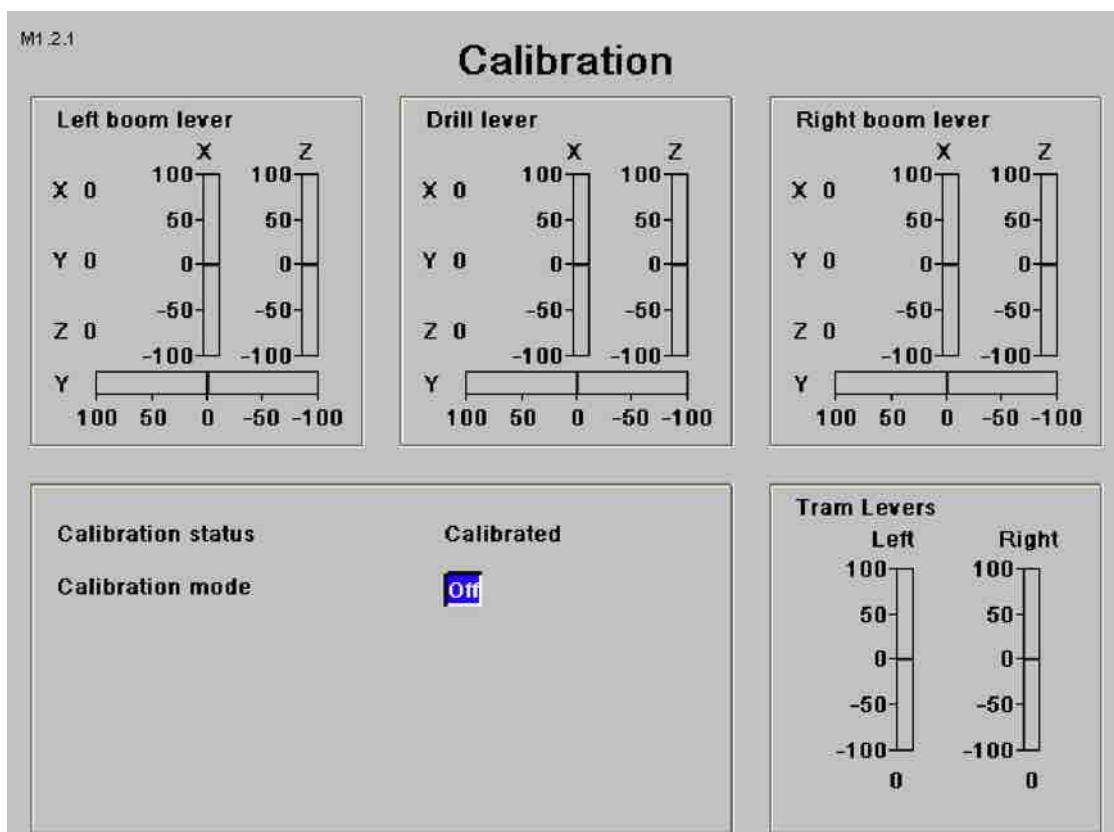 M1.2.1
Calibration
Left boom lever
X Z
X 0
100 100
50 50
Y 0
0 0
-50 -50
Z 0
-100 -100
Y
100 50 0 -50 -100
Drill lever
X Z
X 0
100 100
50 50
Y 0
0 0
-50 -50
Z 0
-100 -100
Y
100 50 0 -50 -100
Right boom lever
X Z
X 0
100 100
50 50
Y 0
0 0
-50 -50
Z 0
-100 -100
Y
100 50 0 -50 -100
Calibration status Calibrated
Calibration mode Off
Tram Levers
Left Right
100 100
50 50
0 0
-50 -50
-100 -100
0 0